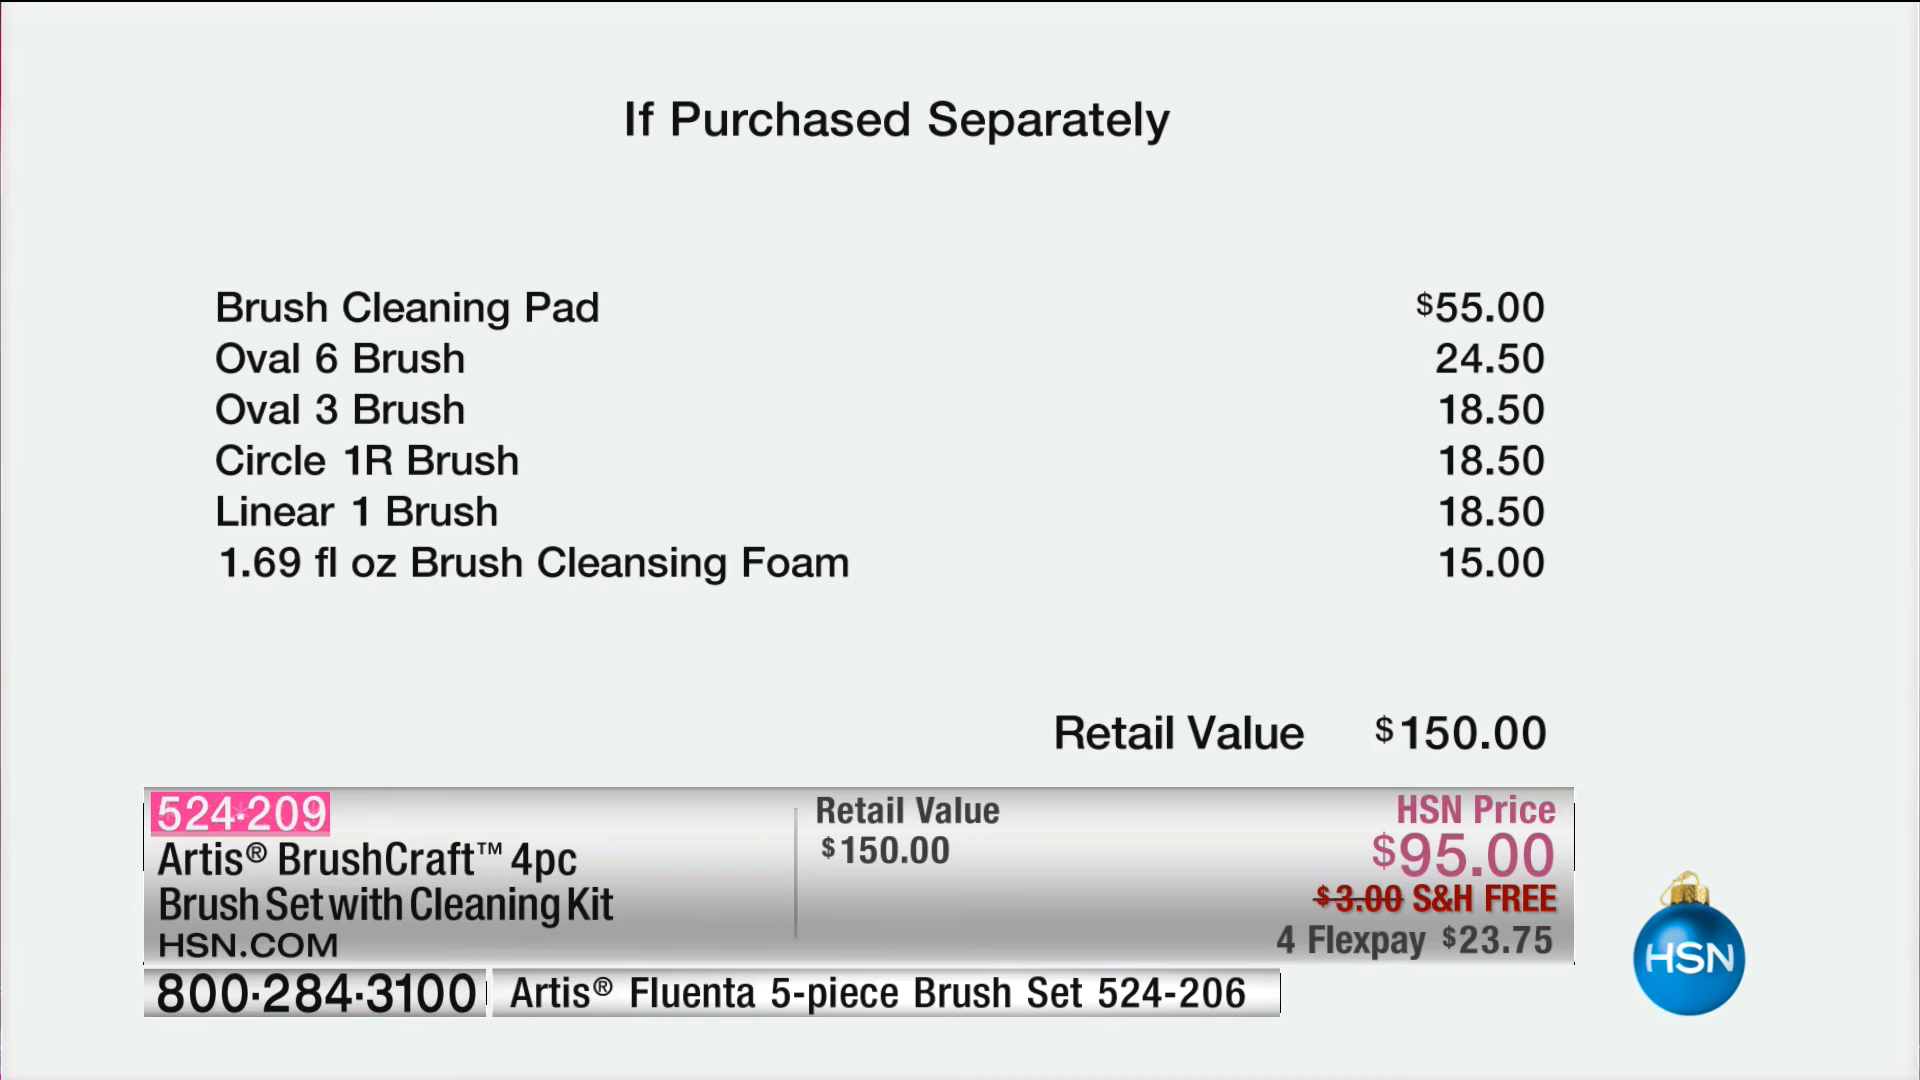 If Purchased Separately
Brush Cleaning Pad $55.00
Oval 6 Brush 24.50
Oval 3 Brush 18.50
Circle 1R Brush 18.50
Linear 1 Brush 18.50
1.69 fl oz Brush Cleansing Foam 15.00
Retail Value $150.00
524-209
Artis® BrushCraft™ 4pc
Brush Set with Cleaning Kit
HSN.COM
Retail Value
$150.00
HSN Price
$95.00
$3.00 S&H FREE
4 Flexpay $23.75
800·284·3100
Artis® Fluenta 5-piece Brush Set 524-206
HSN